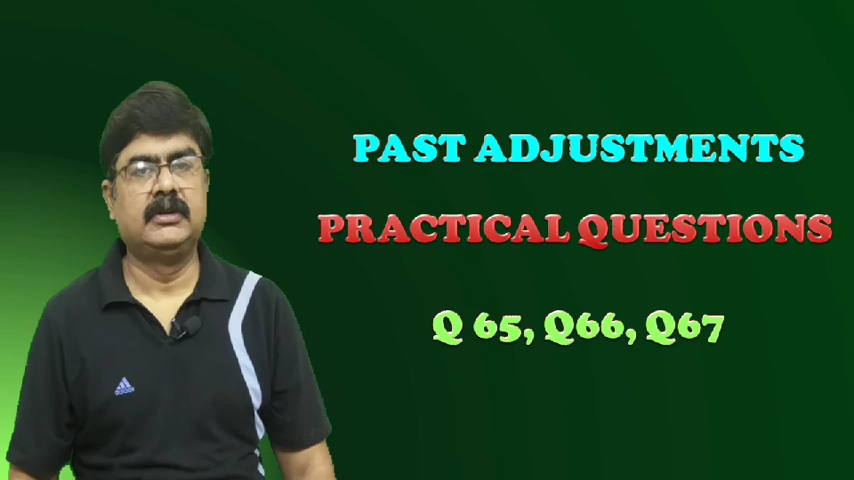 PAST ADJUSTMENTS
PRACTICAL QUESTIONS
Q 65, Q66, Q67